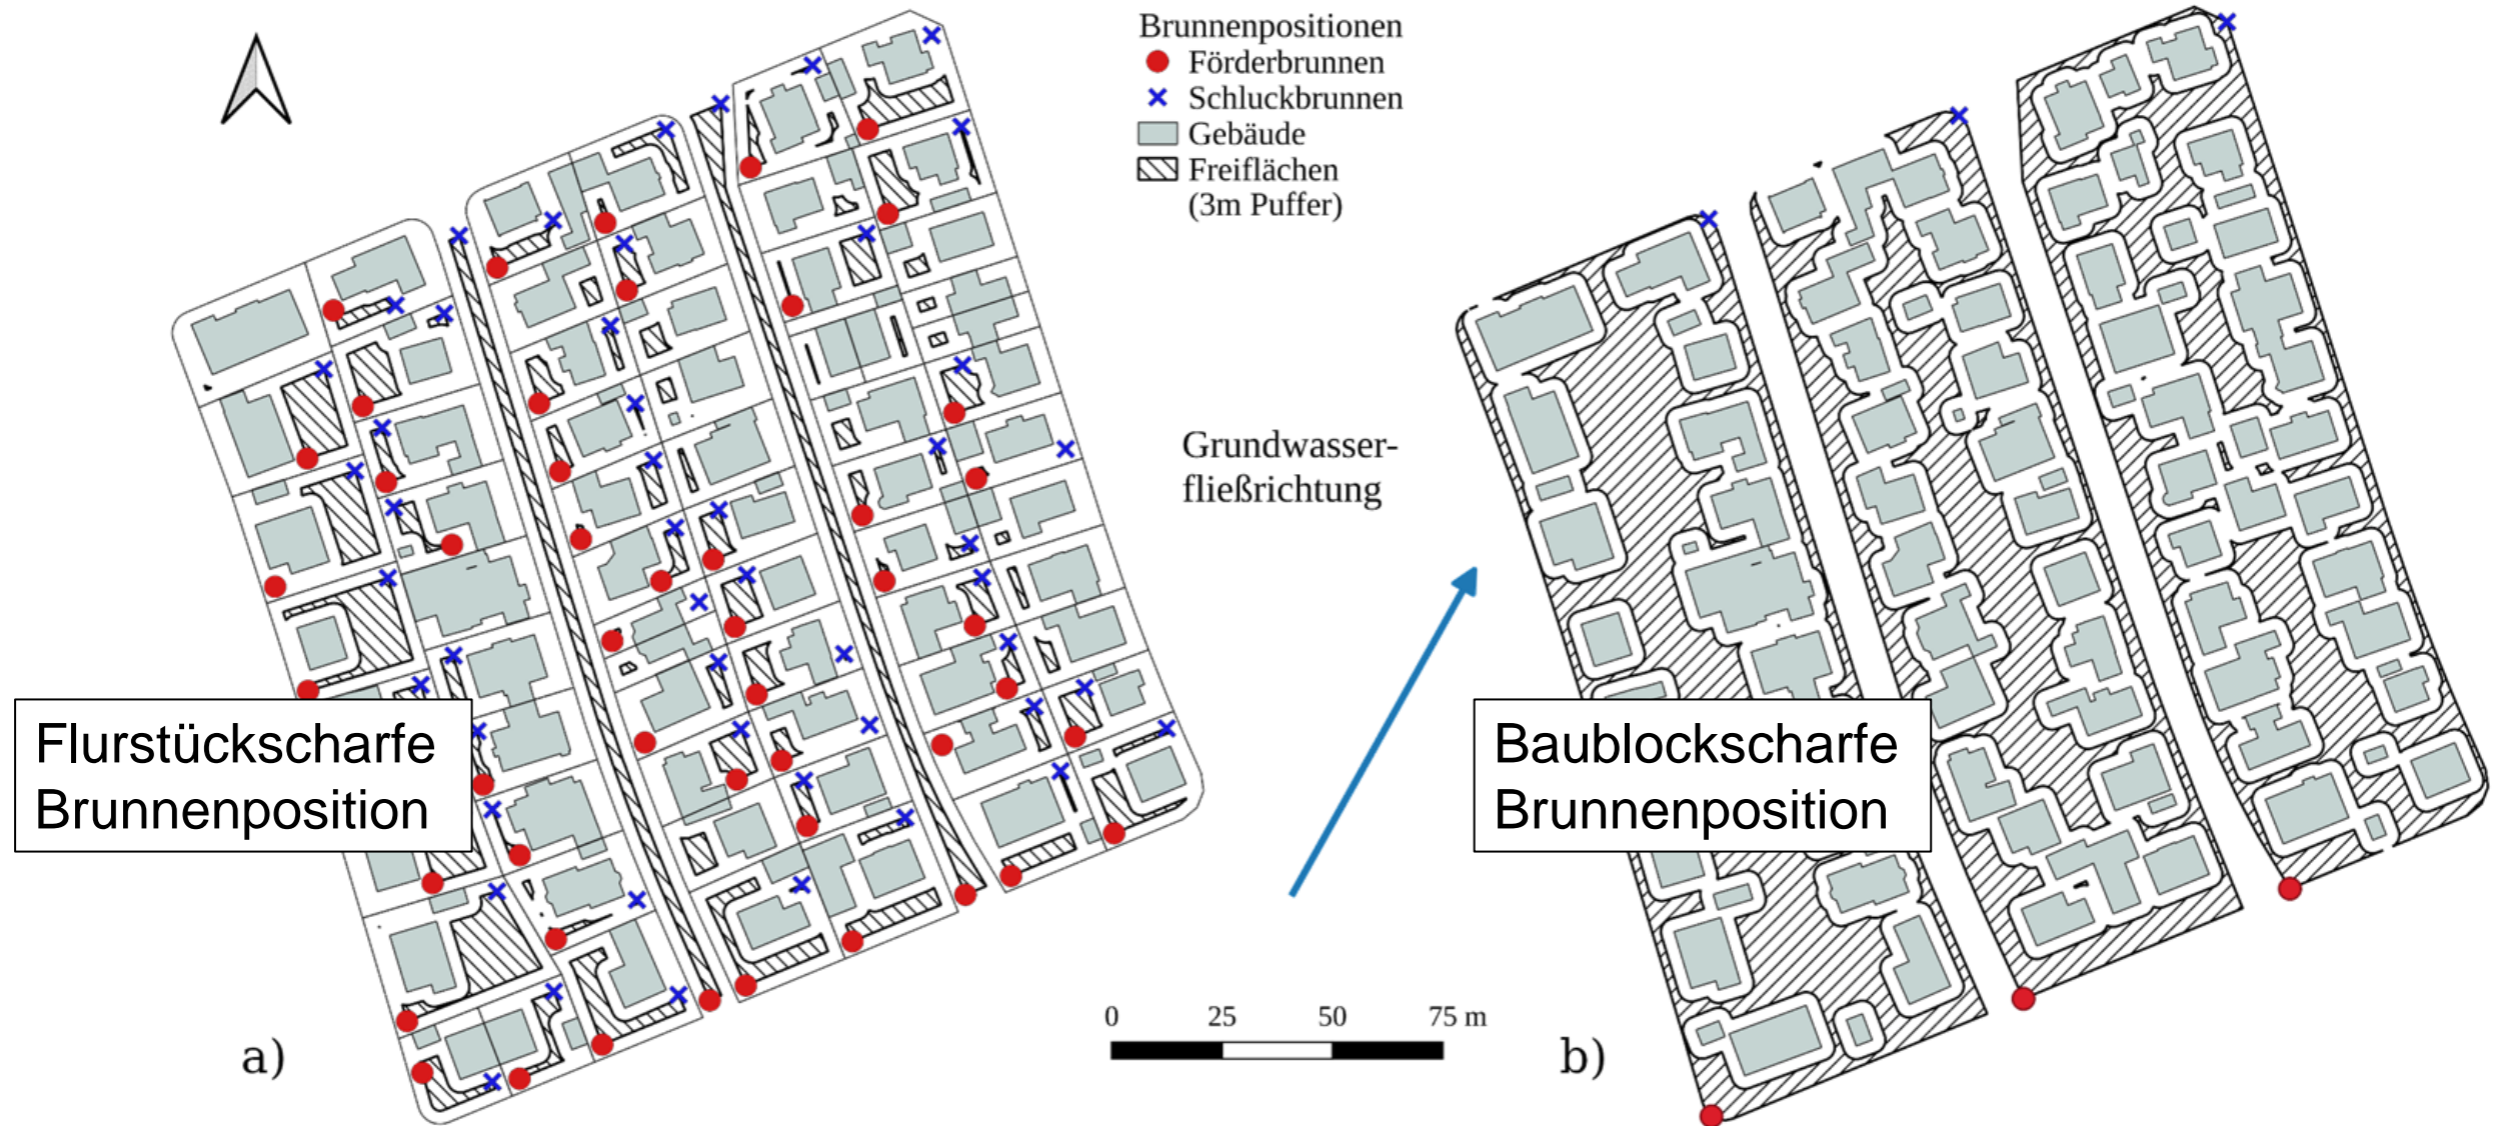 Brunnenpositionen
Förderbrunnen
Schluckbrunnen
Gebäude
Freiflächen
(3m Puffer)
Grundwasser-
fließrichtung
Flurstückscharfe
Brunnenposition
Baublockscharfe
Brunnenposition
0 25 50 75 m
a)
b)